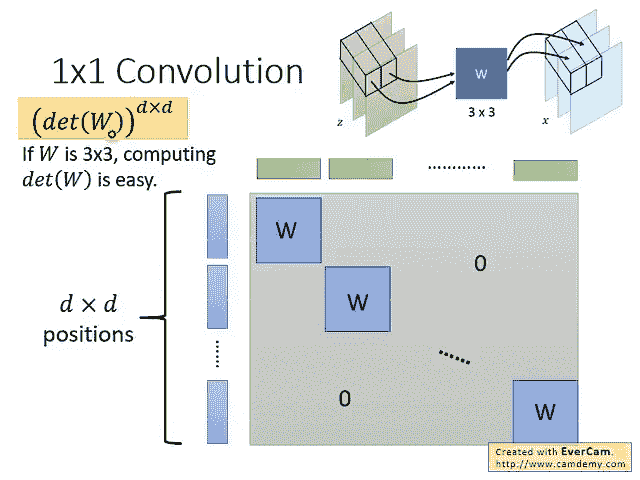 1x1 Convolution
(det(W))^{d×d}
If W is 3x3, computing
det(W) is easy.
z
W
3 x 3
x
............
W
0
d × d
positions
W
......
......
0
W
Created with EverCam.
http://www.camdemy.com